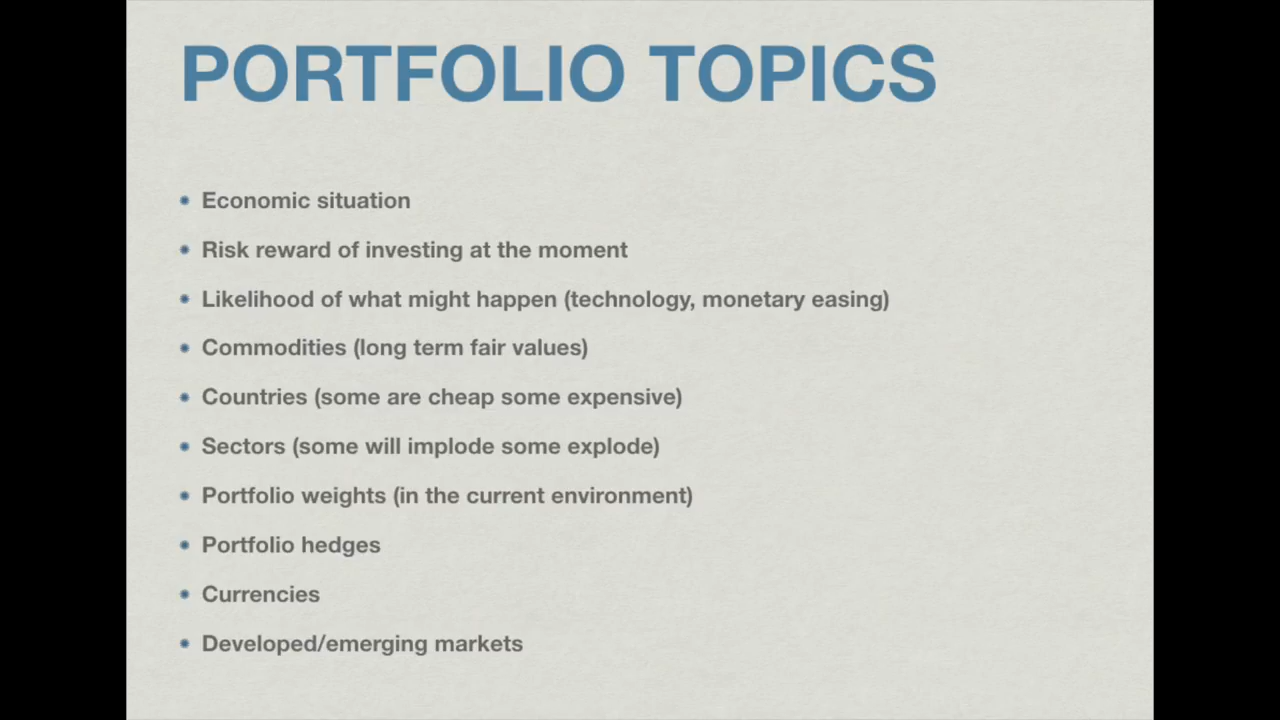 PORTFOLIO TOPICS
Economic situation
Risk reward of investing at the moment
Likelihood of what might happen (technology, monetary easing)
Commodities (long term fair values)
Countries (some are cheap some expensive)
Sectors (some will implode some explode)
Portfolio weights (in the current environment)
Portfolio hedges
Currencies
Developed/emerging markets